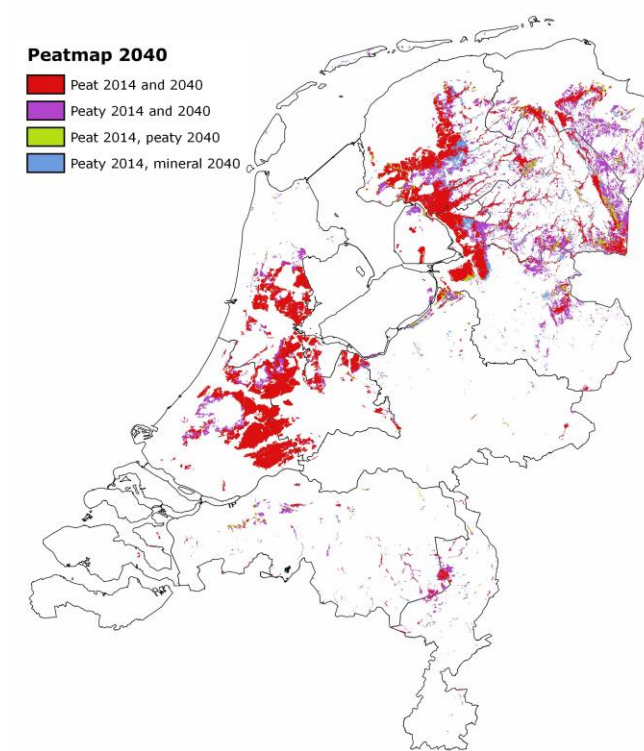 Peatmap 2040
Peat 2014 and 2040
Peaty 2014 and 2040
Peat 2014, peaty 2040
Peaty 2014, mineral 2040